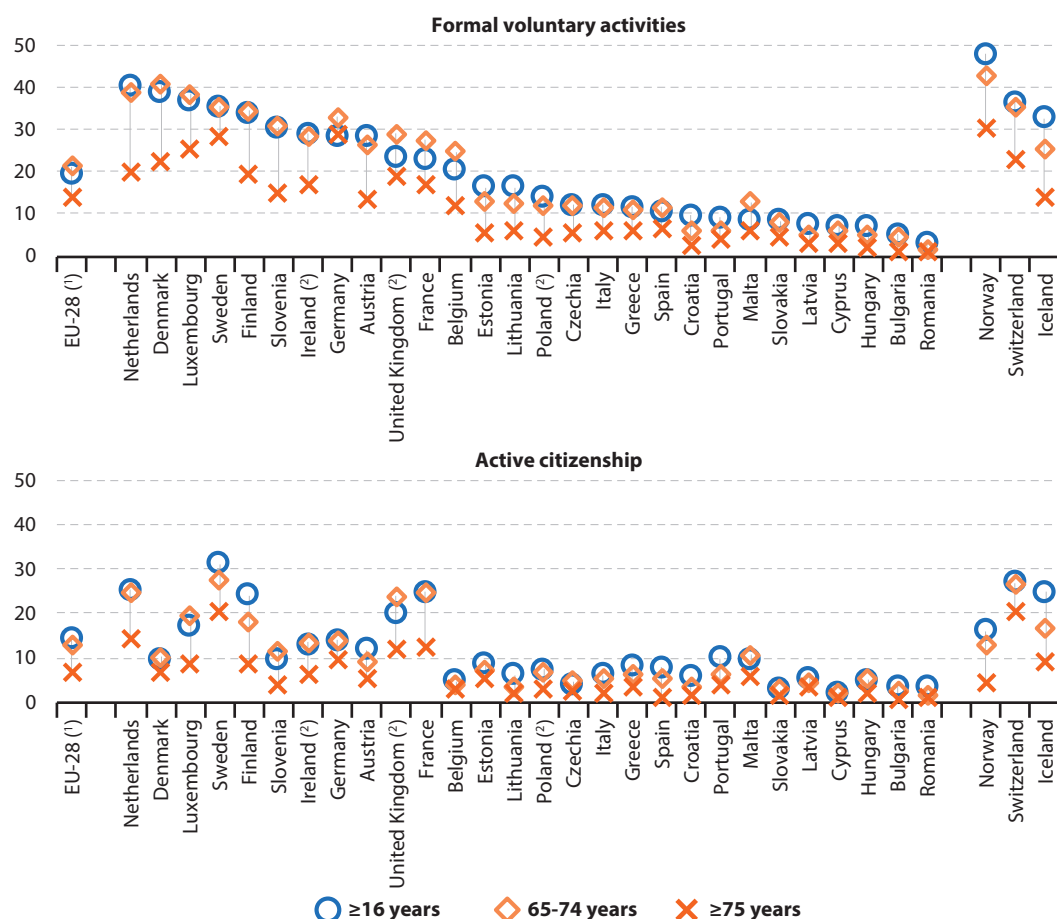 Formal voluntary activities
50
40
30
20
10
0
EU-28 (¹)
Netherlands
Denmark
Luxembourg
Sweden
Finland
Slovenia
Ireland (²)
Germany
Austria
United Kingdom (²)
France
Belgium
Estonia
Lithuania
Poland (²)
Czechia
Italy
Greece
Spain
Croatia
Portugal
Malta
Slovakia
Latvia
Cyprus
Hungary
Bulgaria
Romania
Norway
Switzerland
Iceland
Active citizenship
50
40
30
20
10
0
EU-28 (¹)
Netherlands
Denmark
Luxembourg
Sweden
Finland
Slovenia
Ireland (²)
Germany
Austria
United Kingdom (²)
France
Belgium
Estonia
Lithuania
Poland (²)
Czechia
Italy
Greece
Spain
Croatia
Portugal
Malta
Slovakia
Latvia
Cyprus
Hungary
Bulgaria
Romania
Norway
Switzerland
Iceland
≥16 years 65-74 years ≥75 years